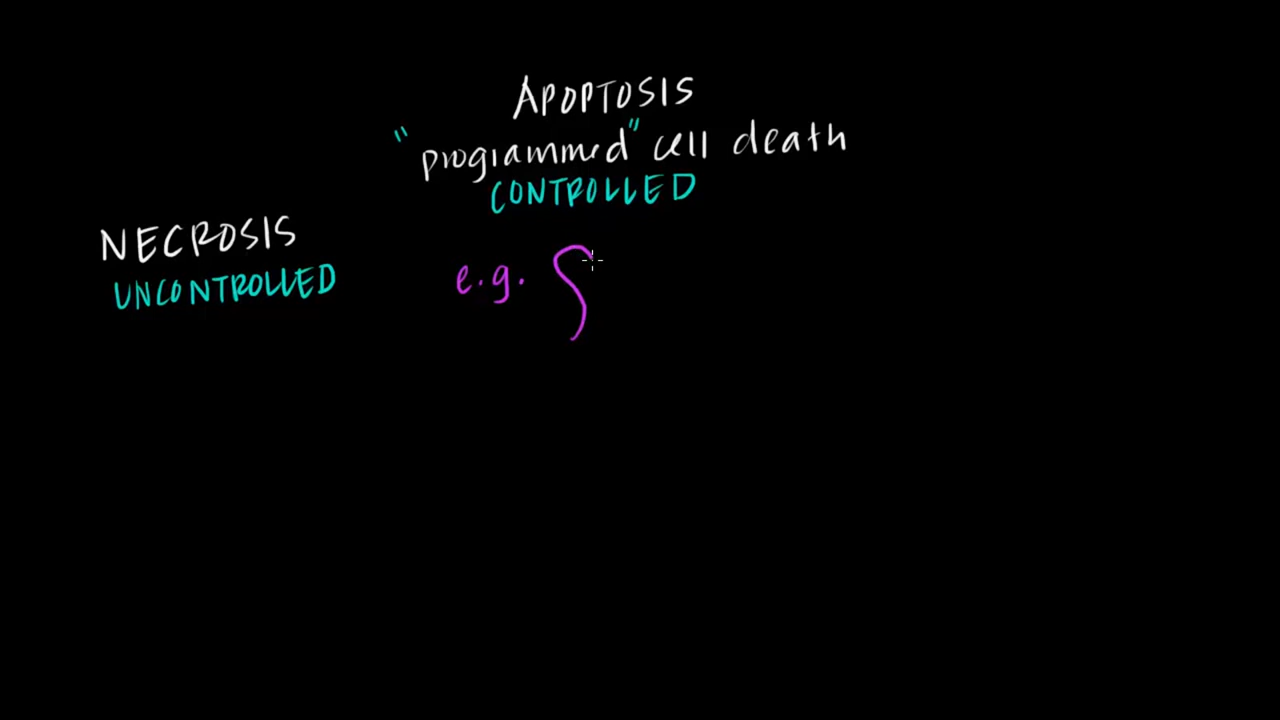 APOPTOSIS
"programmed" cell death
CONTROLLED
NECROSIS
UNCONTROLLED
e.g.